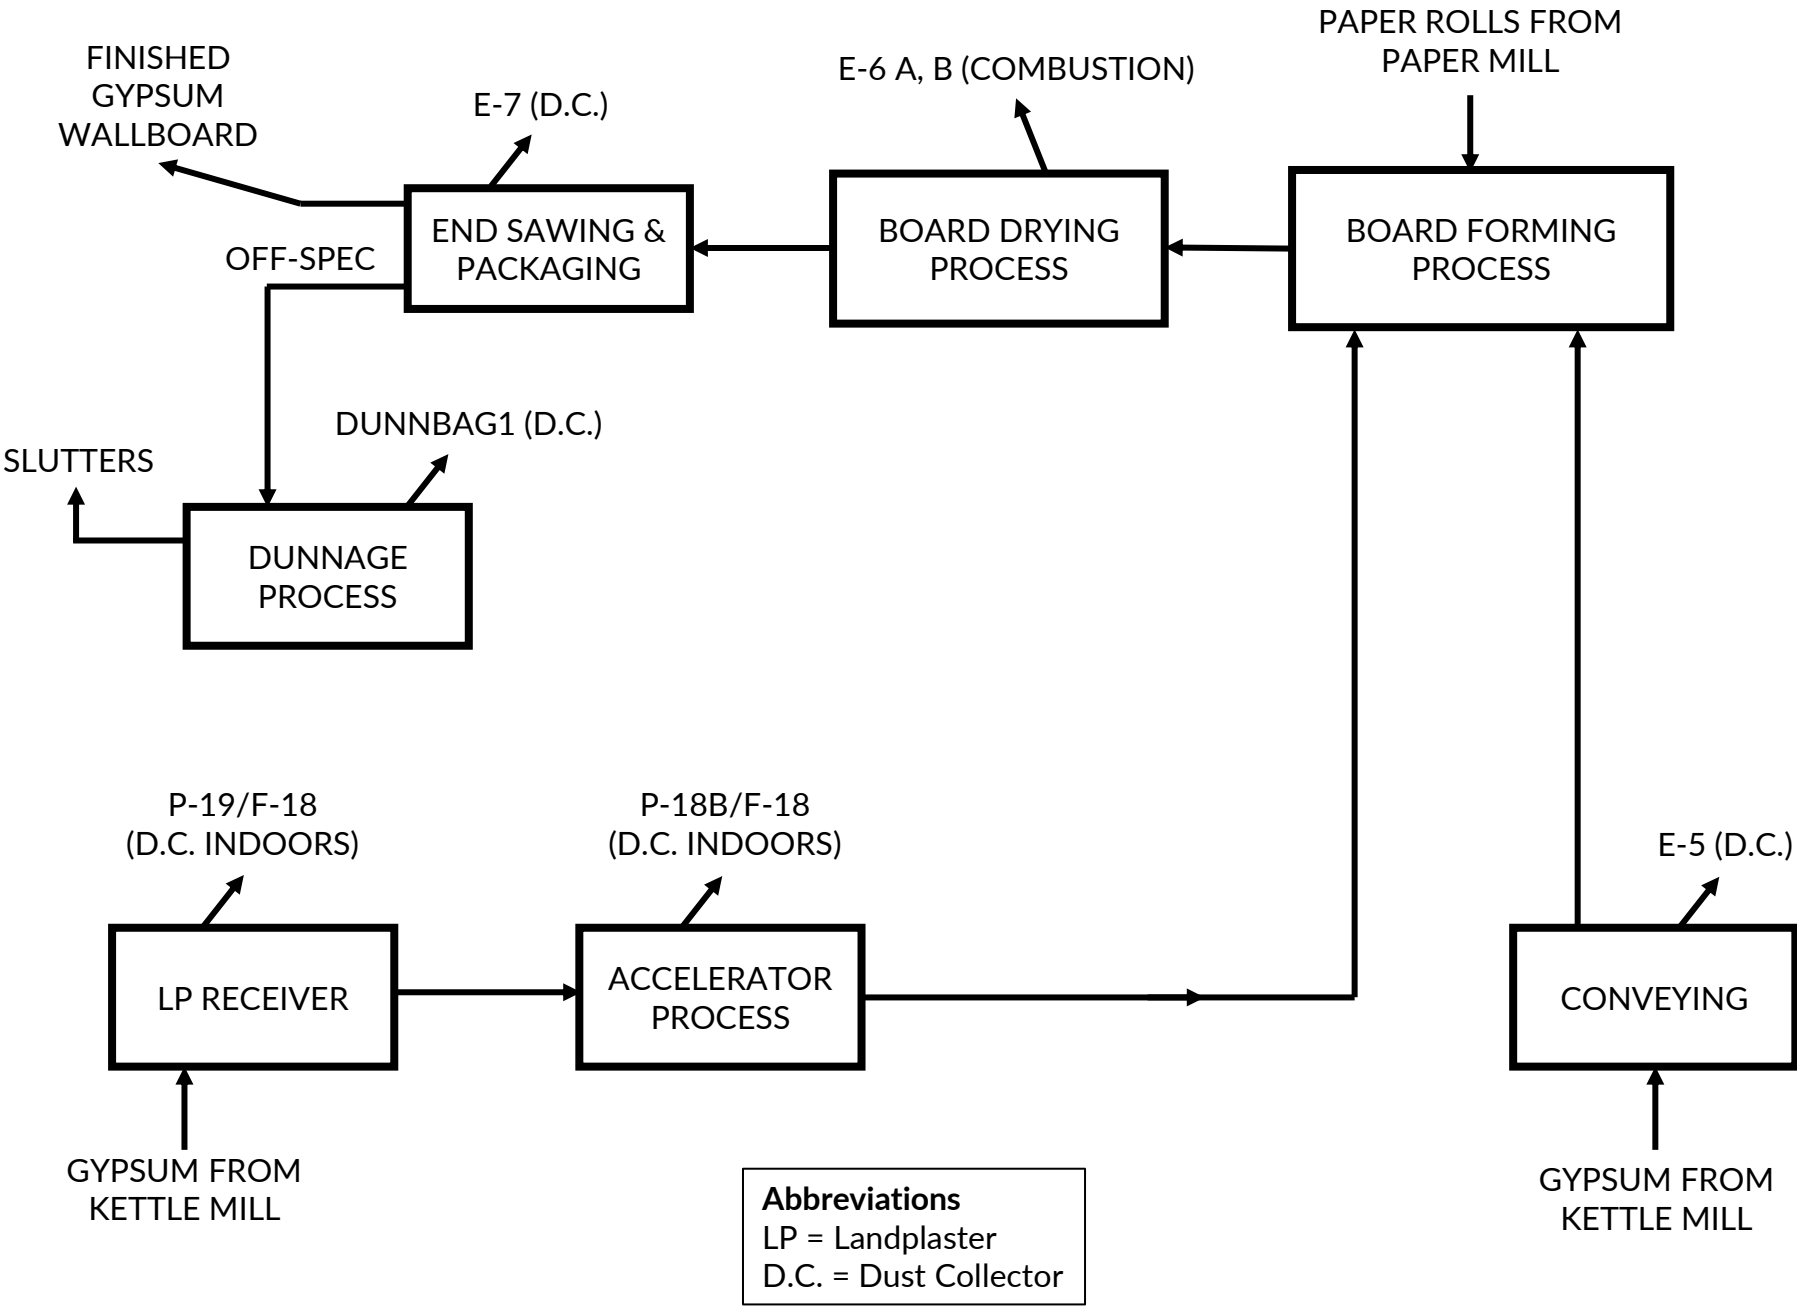 PAPER ROLLS FROM
PAPER MILL
FINISHED
GYPSUM
WALLBOARD
E-7 (D.C.)
E-6 A, B (COMBUSTION)
END SAWING &
PACKAGING
BOARD DRYING
PROCESS
BOARD FORMING
PROCESS
OFF-SPEC
DUNNBAG1 (D.C.)
SLUTTERS
DUNNAGE
PROCESS
P-19/F-18
(D.C. INDOORS)
P-18B/F-18
(D.C. INDOORS)
E-5 (D.C.)
LP RECEIVER
ACCELERATOR
PROCESS
CONVEYING
GYPSUM FROM
KETTLE MILL
GYPSUM FROM
KETTLE MILL
Abbreviations
LP = Landplaster
D.C. = Dust Collector